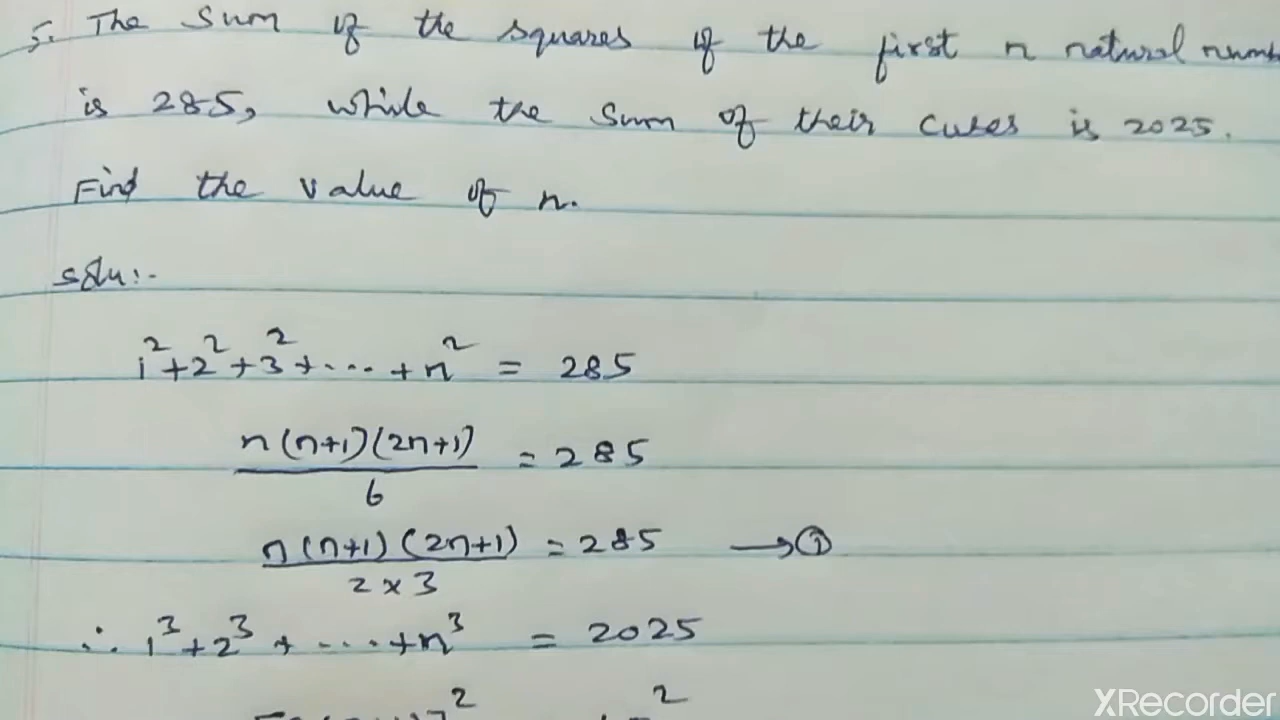 5. The Sum of the squares of the first n natural numb
is 285, while the Sum of their cubes is 2025.
Find the value of n.
Soln:-
1² + 2² + 3² + ... + n² = 285
n(n+1)(2n+1) / 6 = 285
n(n+1)(2n+1) / 2 × 3 = 285 → ①
∴ 1³ + 2³ + ... + n³ = 2025
XRecorder